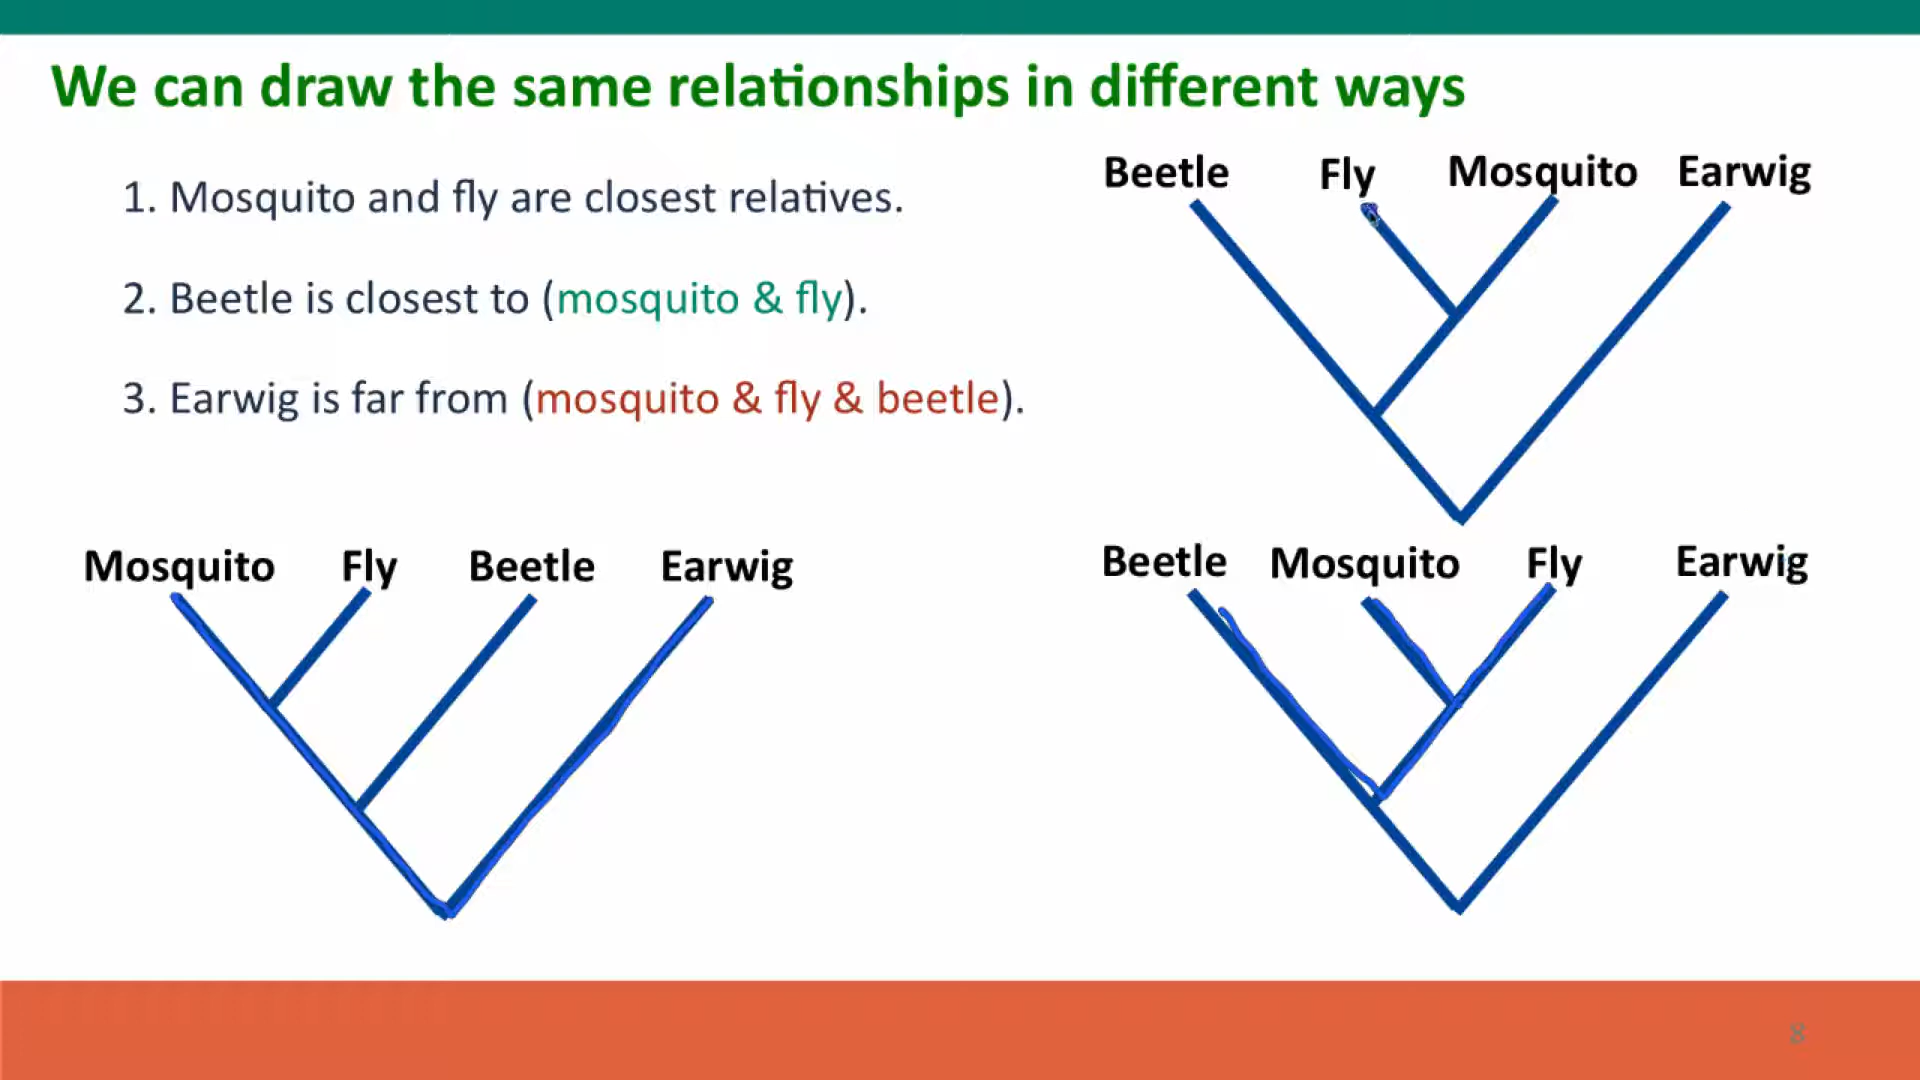 We can draw the same relationships in different ways
1. Mosquito and fly are closest relatives.
2. Beetle is closest to (mosquito & fly).
3. Earwig is far from (mosquito & fly & beetle).
Beetle Fly Mosquito Earwig
Mosquito Fly Beetle Earwig
Beetle Mosquito Fly Earwig
8